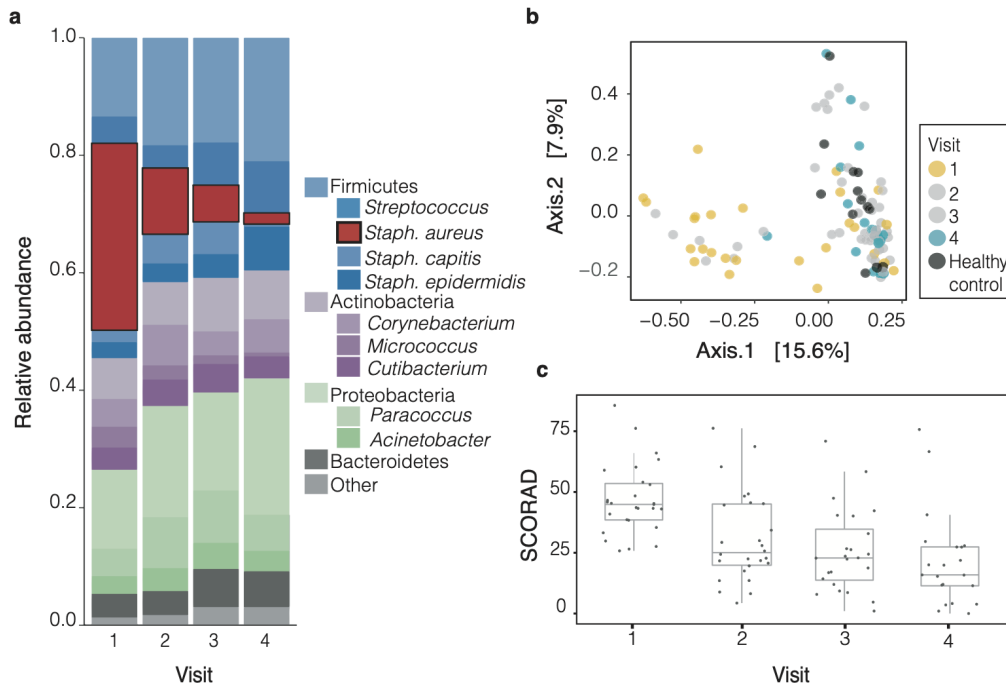 a
1.0
0.8
0.6
0.4
0.2
0.0
Relative abundance
1
2
3
4
Visit
Firmicutes
Streptococcus
Staph. aureus
Staph. capitis
Staph. epidermidis
Actinobacteria
Corynebacterium
Micrococcus
Cutibacterium
Proteobacteria
Paracoccus
Acinetobacter
Bacteroidetes
Other
b
Axis.2 [7.9%]
0.4
0.2
0.0
−0.2
−0.50
−0.25
0.00
0.25
Axis.1 [15.6%]
Visit
1
2
3
4
Healthy
control
c
SCORAD
75
50
25
0
1
2
3
4
Visit